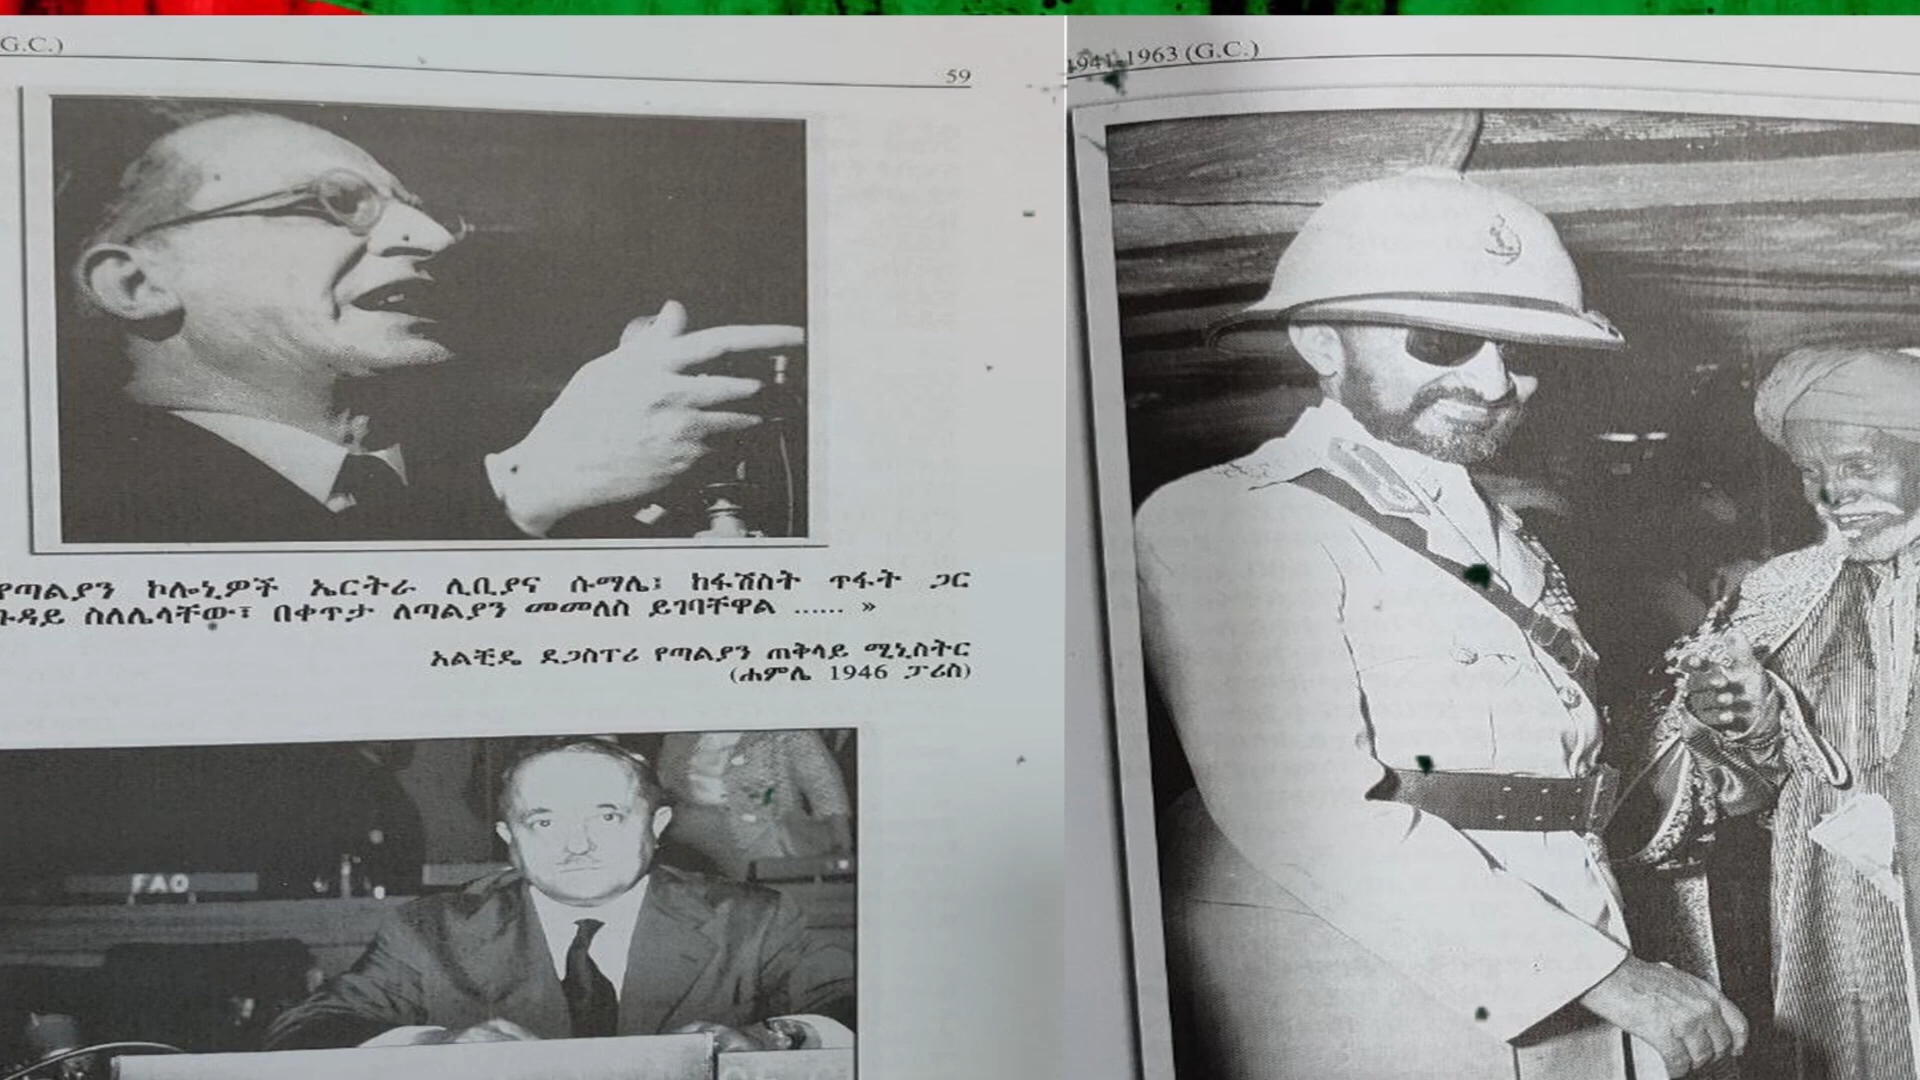 G.C.)
59
የጣልያን ኮሎኒዎች ኤርትራ ሊቢያና ሱማሌ፤ ከፋሽስት ጥፋት ጋር
ጉዳይ ስለሌላቸው፣ በቀጥታ ለጣልያን መመለስ ይገባቸዋል ...... »
አልቺዴ ደጋስፐሪ የጣልያን ጠቅላይ ሚኒስትር
(ሐምሌ 1946 ፓሪስ)
FAO
1941-1963 (G.C.)